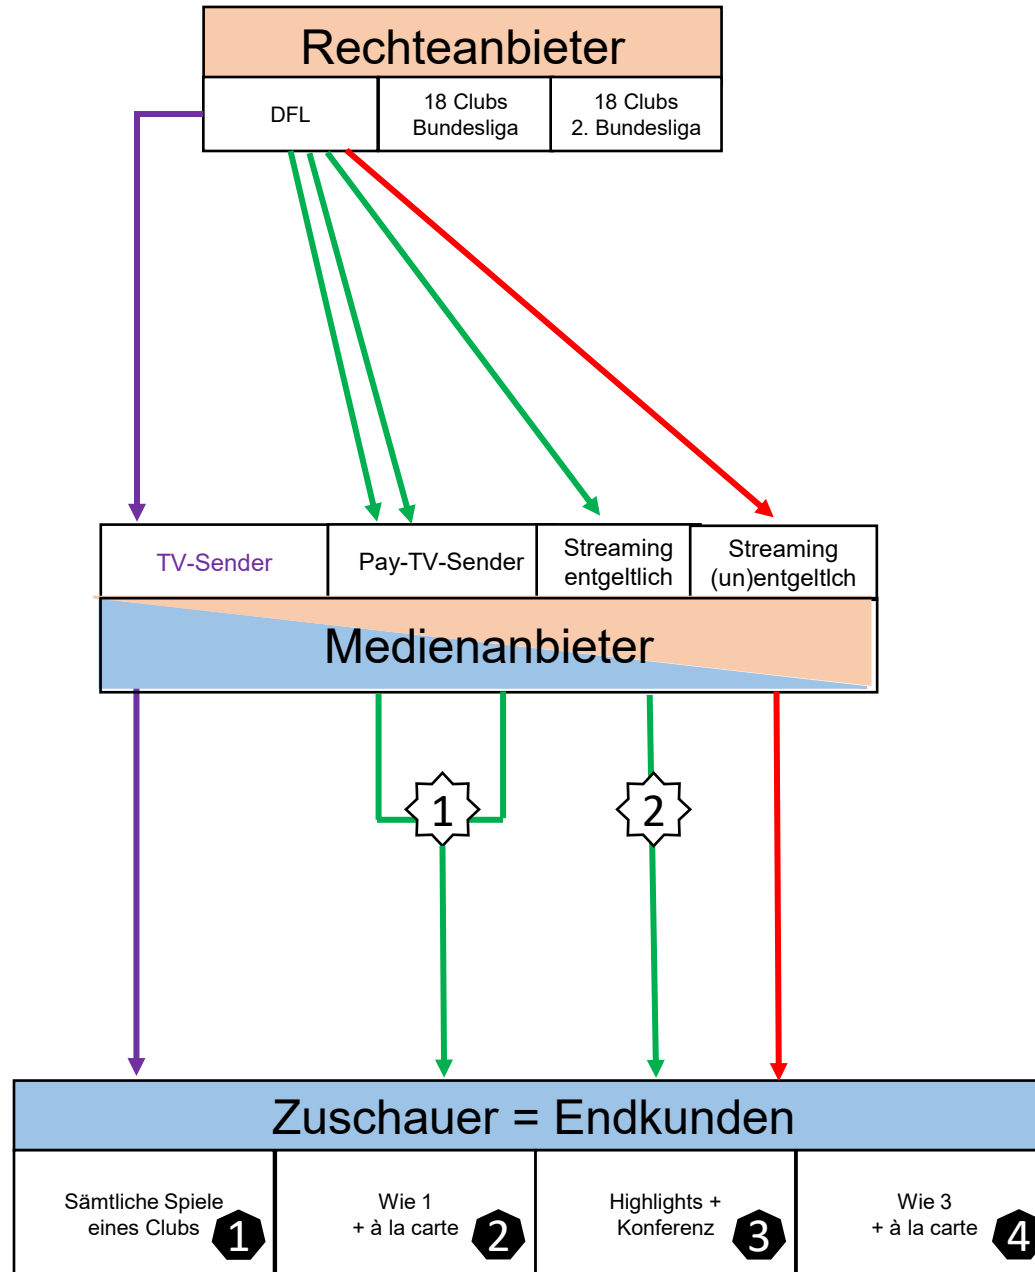 Rechteanbieter
DFL
18 Clubs
Bundesliga
18 Clubs
2. Bundesliga
TV-Sender
Pay-TV-Sender
Streaming
entgeltlich
Streaming
(un)entgeltlch
Medienanbieter
1
2
Zuschauer = Endkunden
Sämtliche Spiele
eines Clubs
1
Wie 1
+ à la carte
2
Highlights +
Konferenz
3
Wie 3
+ à la carte
4